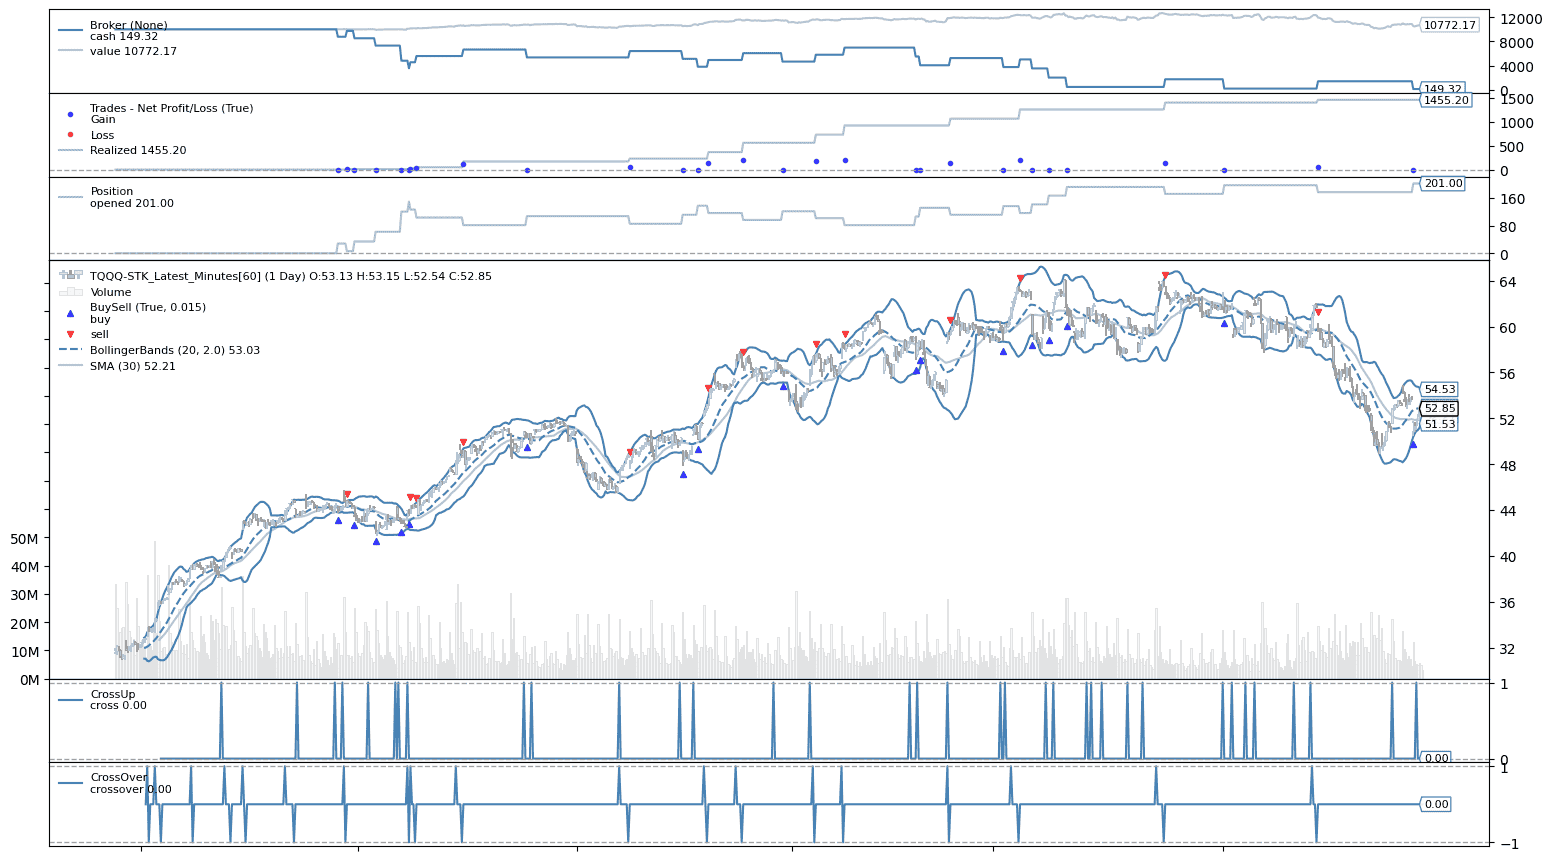 Broker (None)
cash 149.32
value 10772.17
12000
10772.17
8000
4000
149.32
0
Trades - Net Profit/Loss (True)
Gain
Loss
Realized 1455.20
1500
1455.20
1000
500
0
Position
opened 201.00
201.00
160
80
0
TQQQ-STK_Latest_Minutes[60] (1 Day) O:53.13 H:53.15 L:52.54 C:52.85
Volume
BuySell (True, 0.015)
buy
sell
BollingerBands (20, 2.0) 53.03
SMA (30) 52.21
64
60
56
54.53
52.85
52
51.53
48
44
40
36
32
50M
40M
30M
20M
10M
0M
CrossUp
cross 0.00
1
0.00
0
CrossOver
crossover 0.00
1
0.00
−1